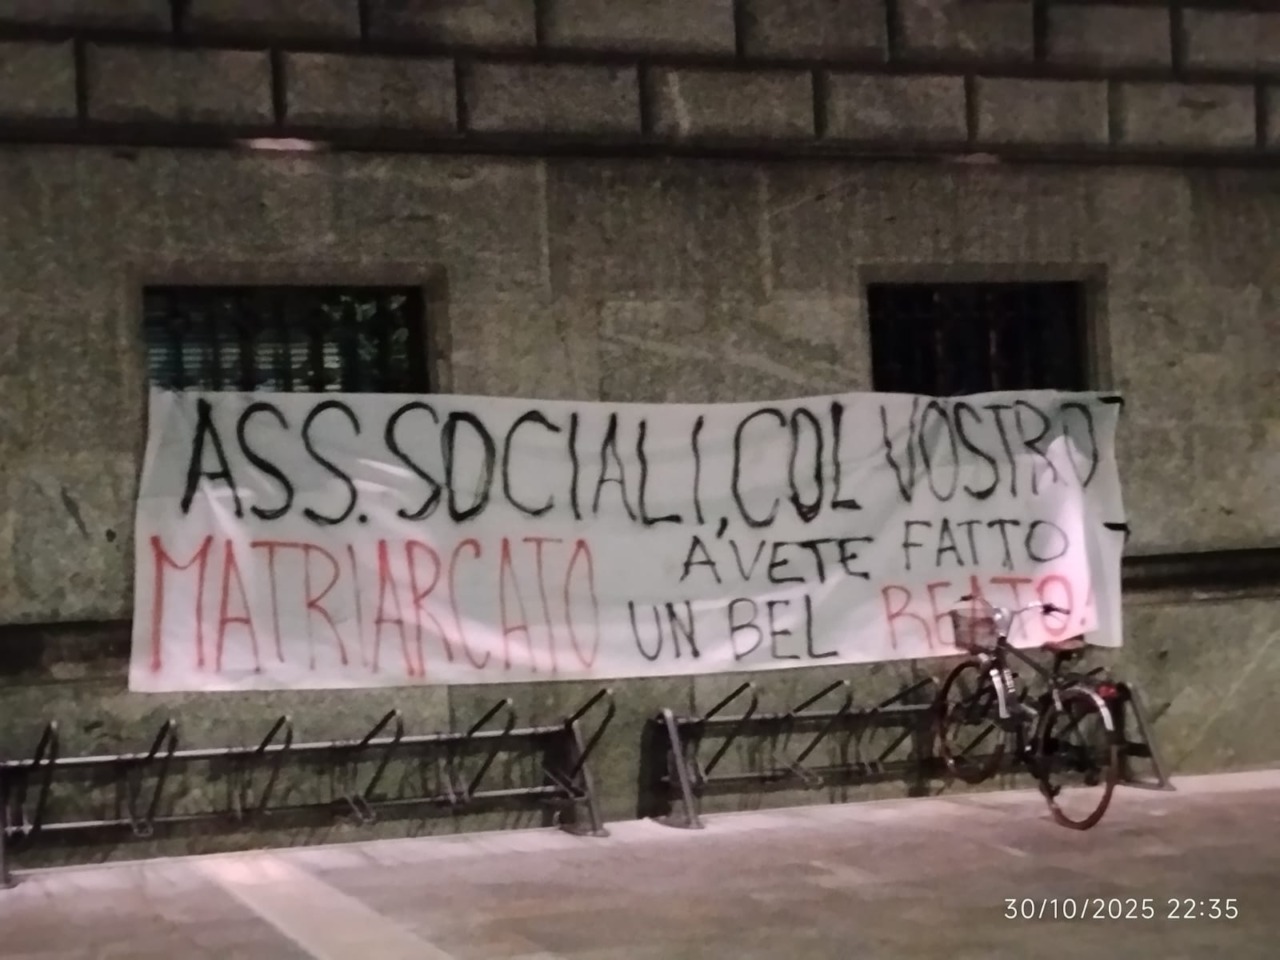 ASS. SOCIALI, COL VOSTRO
MATRIARCATO AVETE FATTO
UN BEL REATO!
30/10/2025 22:35